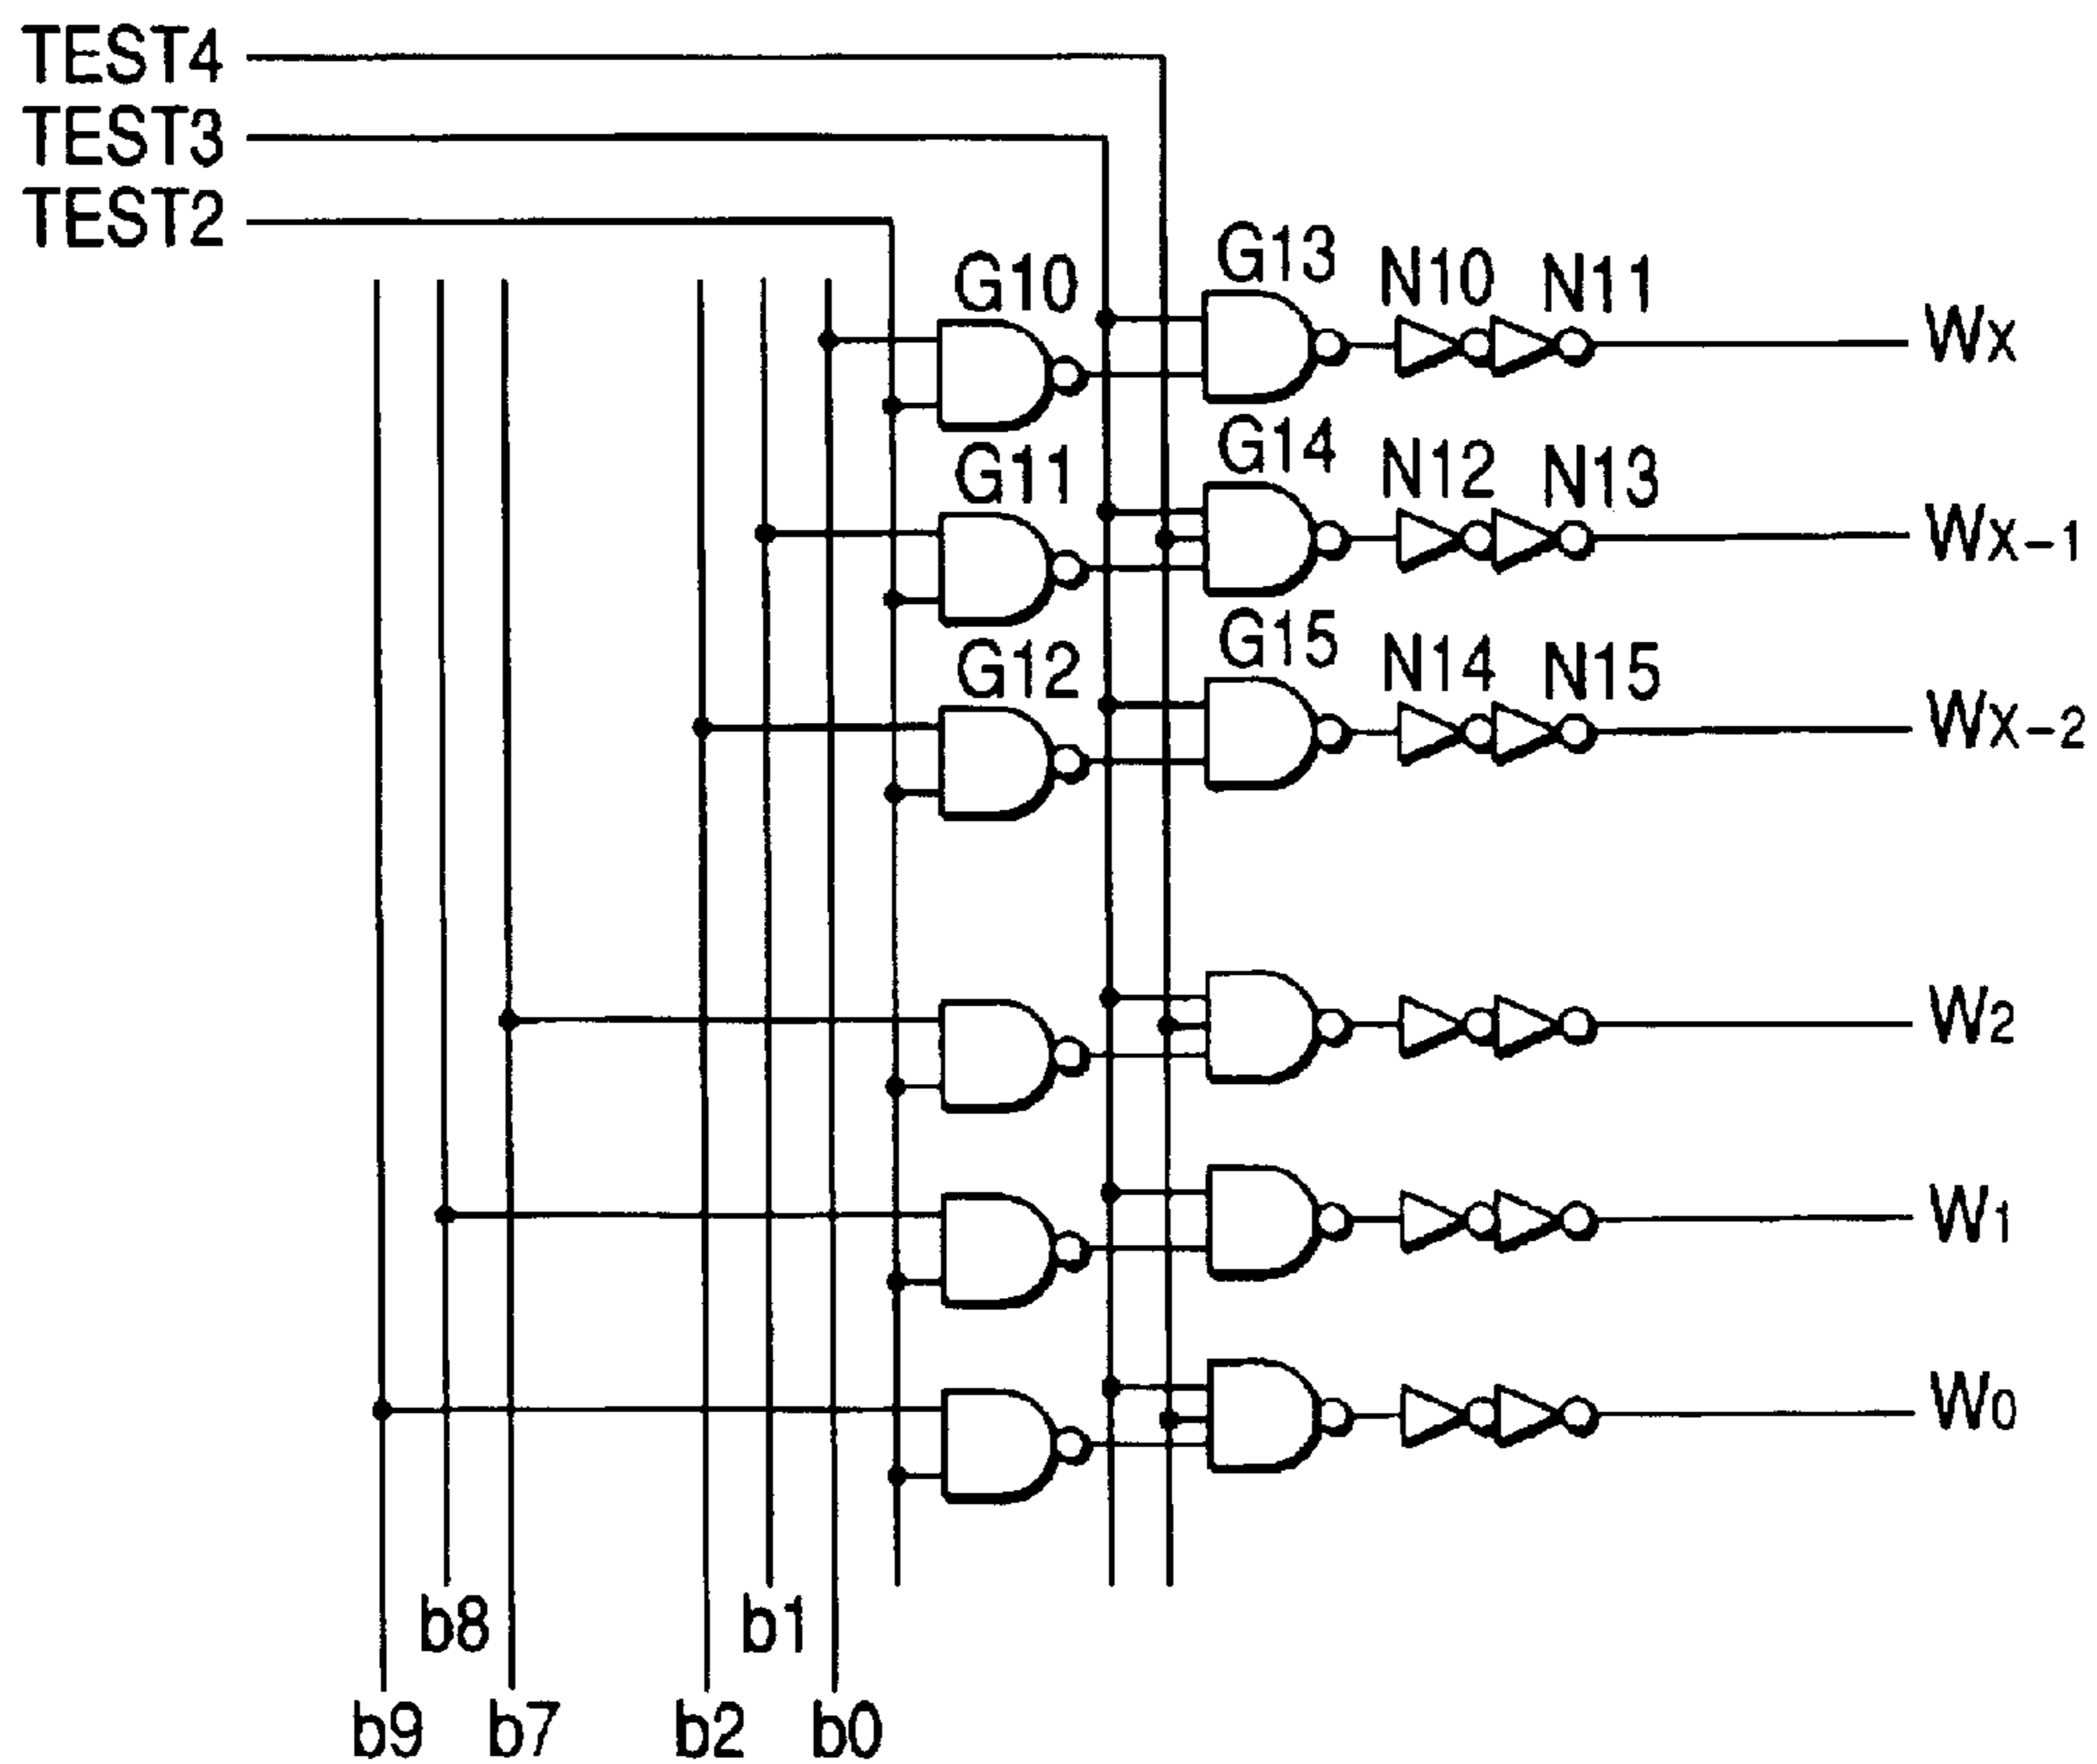 TEST4
TEST3
TEST2
G10
G13
N10
N11
Wx
G11
G14
N12
N13
Wx-1
G12
G15
N14
N15
Wx-2
W2
W1
W0
b8
b1
b9
b7
b2
b0